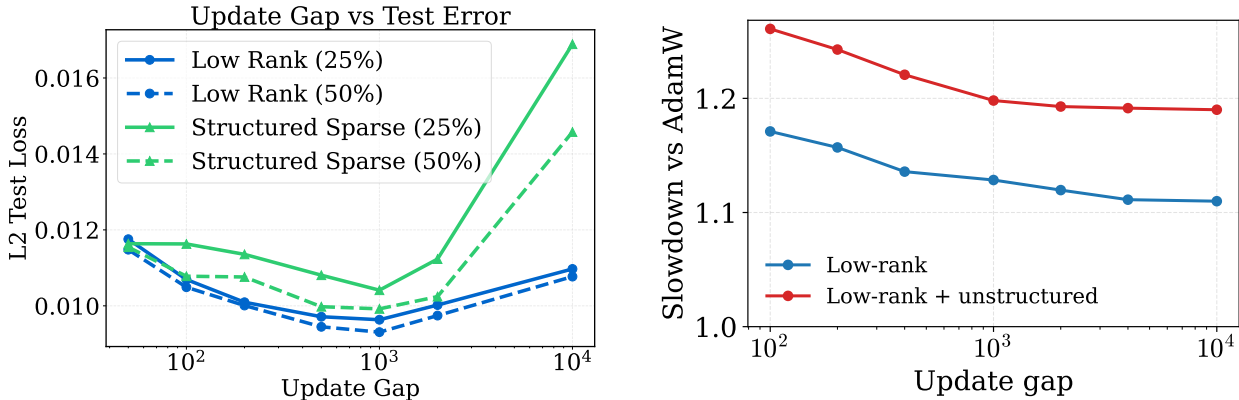 Update Gap vs Test Error
Low Rank (25%)
Low Rank (50%)
Structured Sparse (25%)
Structured Sparse (50%)
L2 Test Loss
0.016
0.014
0.012
0.010
10²
10³
10⁴
Update Gap
Slowdown vs AdamW
1.2
1.1
1.0
Low-rank
Low-rank + unstructured
10²
10³
10⁴
Update gap